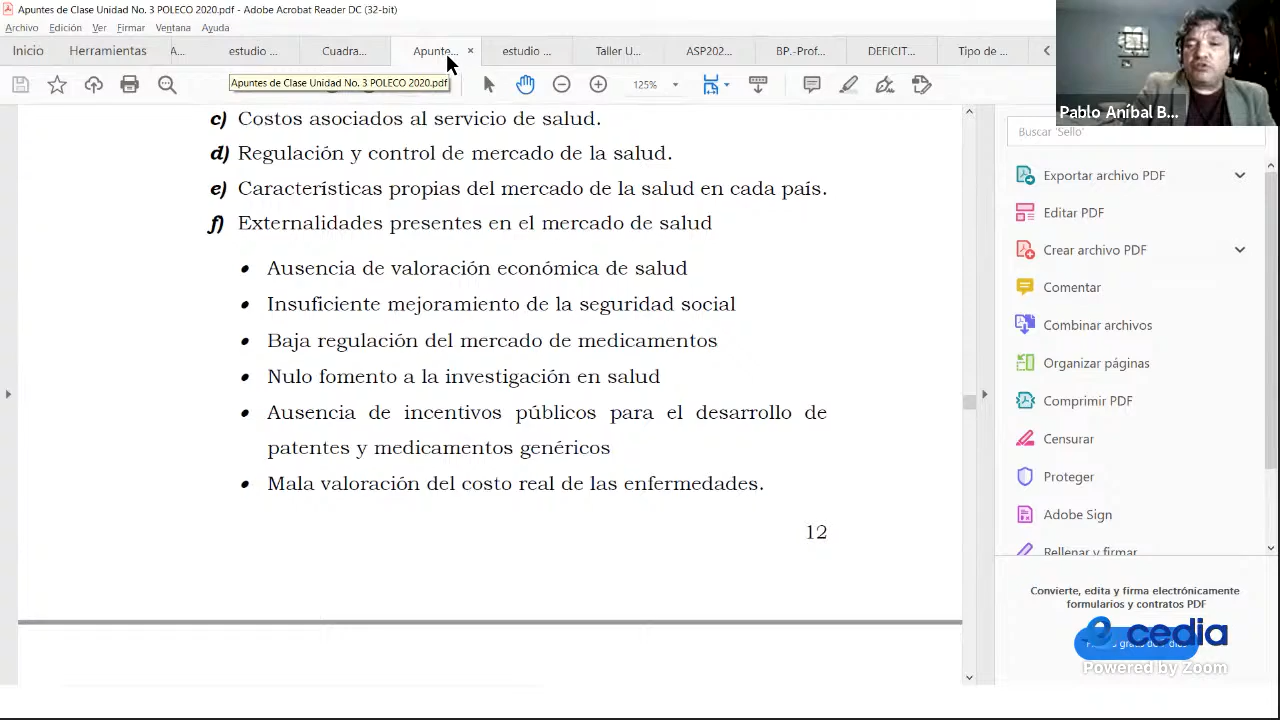 Apuntes de Clase Unidad No. 3 POLECO 2020.pdf - Adobe Acrobat Reader DC (32-bit)
Archivo Edición Ver Firmar Ventana Ayuda
Inicio Herramientas A... estudio ... Cuadra... Apunte... × estudio ... Taller U... ASP202... BP.-Prof... DEFICIT... Tipo de ...
Apuntes de Clase Unidad No. 3 POLECO 2020.pdf
125%
Pablo Aníbal B...
c) Costos asociados al servicio de salud.
d) Regulación y control de mercado de la salud.
e) Características propias del mercado de la salud en cada país.
f) Externalidades presentes en el mercado de salud
• Ausencia de valoración económica de salud
• Insuficiente mejoramiento de la seguridad social
• Baja regulación del mercado de medicamentos
• Nulo fomento a la investigación en salud
• Ausencia de incentivos públicos para el desarrollo de
patentes y medicamentos genéricos
• Mala valoración del costo real de las enfermedades.
12
Buscar 'Sello'
Exportar archivo PDF
Editar PDF
Crear archivo PDF
Comentar
Combinar archivos
Organizar páginas
Comprimir PDF
Censurar
Proteger
Adobe Sign
Rellenar y firmar
Convierte, edita y firma electrónicamente
formularios y contratos PDF
cedia
Powered by Zoom